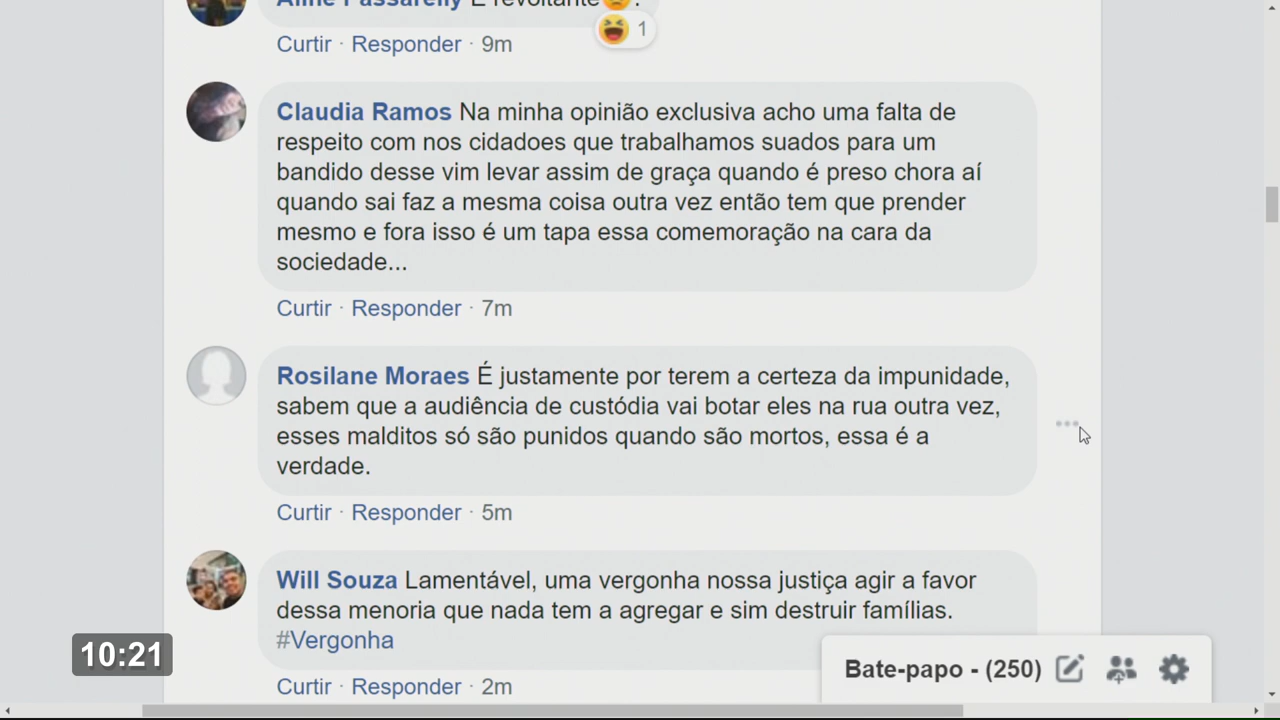 Aline Passarelly É revoltante
1
Curtir · Responder · 9m
Claudia Ramos Na minha opinião exclusiva acho uma falta de
respeito com nos cidadoes que trabalhamos suados para um
bandido desse vim levar assim de graça quando é preso chora aí
quando sai faz a mesma coisa outra vez então tem que prender
mesmo e fora isso é um tapa essa comemoração na cara da
sociedade...
Curtir · Responder · 7m
Rosilane Moraes É justamente por terem a certeza da impunidade,
sabem que a audiência de custódia vai botar eles na rua outra vez,
esses malditos só são punidos quando são mortos, essa é a
verdade.
Curtir · Responder · 5m
Will Souza Lamentável, uma vergonha nossa justiça agir a favor
dessa menoria que nada tem a agregar e sim destruir famílias.
#Vergonha
Curtir · Responder · 2m
Bate-papo - (250)
10:21